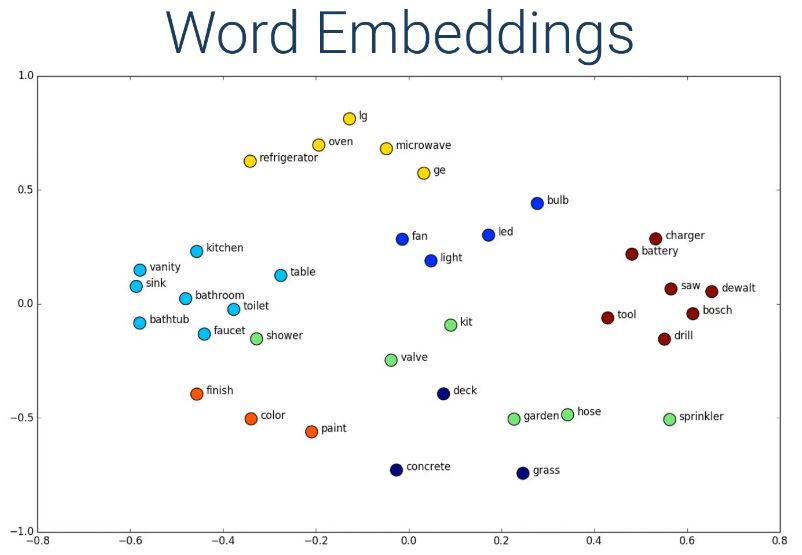 Word Embeddings
1.0
lg
oven
microwave
refrigerator
ge
0.5
bulb
fan
led
charger
kitchen
light
battery
vanity
table
sink
saw
dewalt
bathroom
toilet
0.0
bathtub
tool
bosch
faucet
shower
kit
drill
valve
finish
deck
−0.5
color
paint
garden
hose
sprinkler
concrete
grass
−1.0
−0.8 −0.6 −0.4 −0.2 0.0 0.2 0.4 0.6 0.8